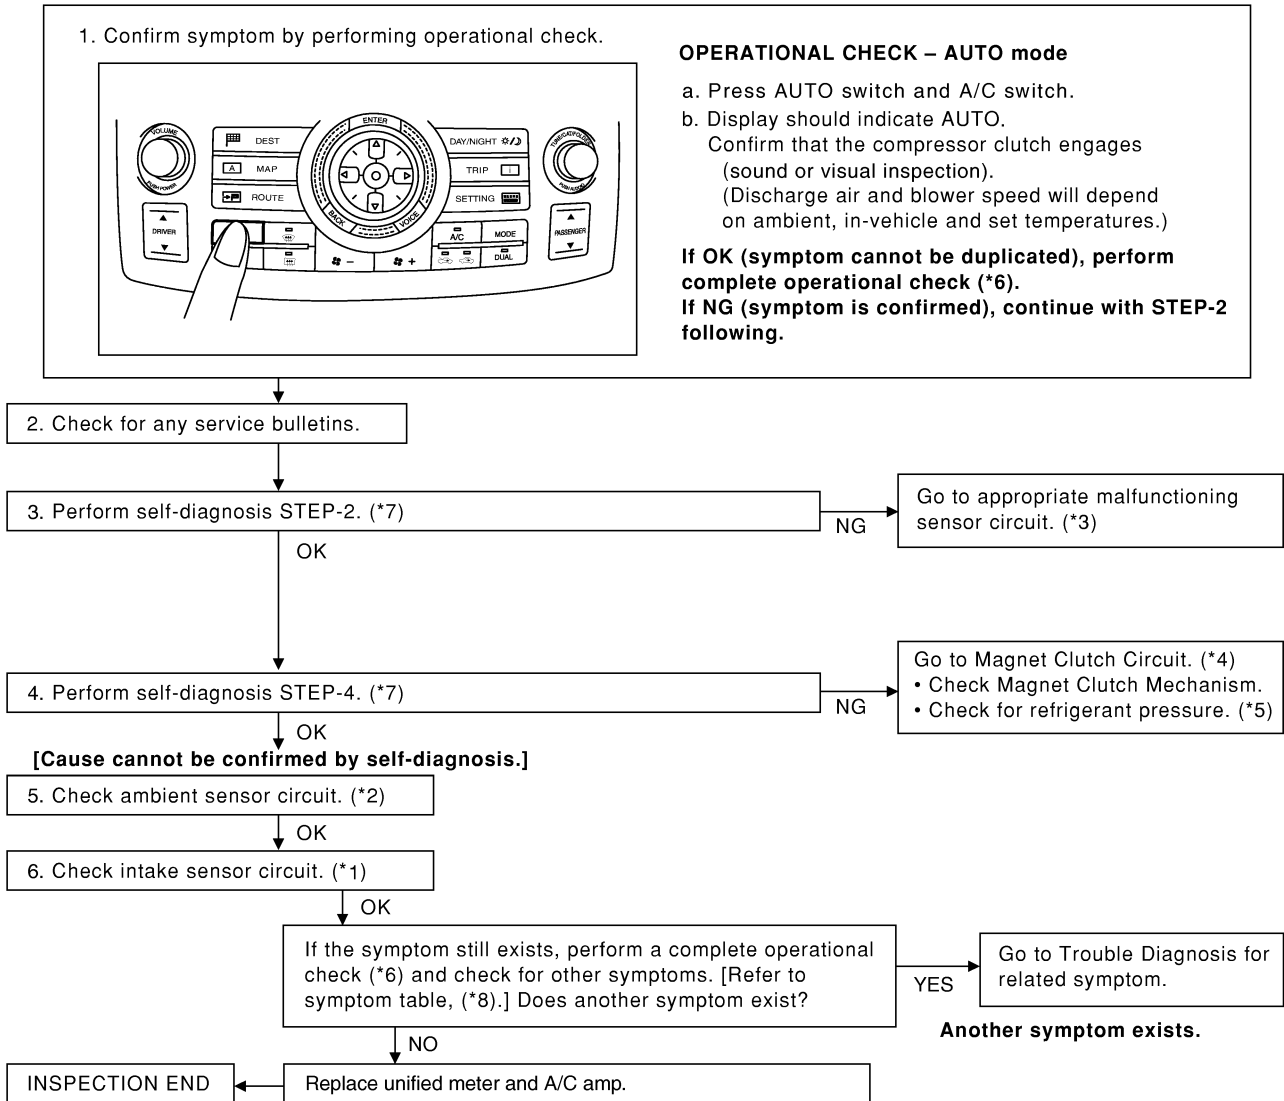 1. Confirm symptom by performing operational check.
VOLUME
PUSH POWER
DEST
A
MAP
ROUTE
ENTER
BACK
VOICE
DAY/NIGHT
TRIP
i
SETTING
TUNE/CAT/FOLDER
PUSH AUDIO
DRIVER
–
+
A/C
MODE
DUAL
PASSENGER
OPERATIONAL CHECK – AUTO mode
a. Press AUTO switch and A/C switch.
b. Display should indicate AUTO.
Confirm that the compressor clutch engages
(sound or visual inspection).
(Discharge air and blower speed will depend
on ambient, in-vehicle and set temperatures.)
If OK (symptom cannot be duplicated), perform
complete operational check (*6).
If NG (symptom is confirmed), continue with STEP-2
following.
2. Check for any service bulletins.
3. Perform self-diagnosis STEP-2. (*7)
NG
Go to appropriate malfunctioning
sensor circuit. (*3)
OK
4. Perform self-diagnosis STEP-4. (*7)
NG
Go to Magnet Clutch Circuit. (*4)
• Check Magnet Clutch Mechanism.
• Check for refrigerant pressure. (*5)
OK
[Cause cannot be confirmed by self-diagnosis.]
5. Check ambient sensor circuit. (*2)
OK
6. Check intake sensor circuit. (*1)
OK
If the symptom still exists, perform a complete operational
check (*6) and check for other symptoms. [Refer to
symptom table, (*8).] Does another symptom exist?
YES
Go to Trouble Diagnosis for
related symptom.
Another symptom exists.
NO
INSPECTION END
Replace unified meter and A/C amp.